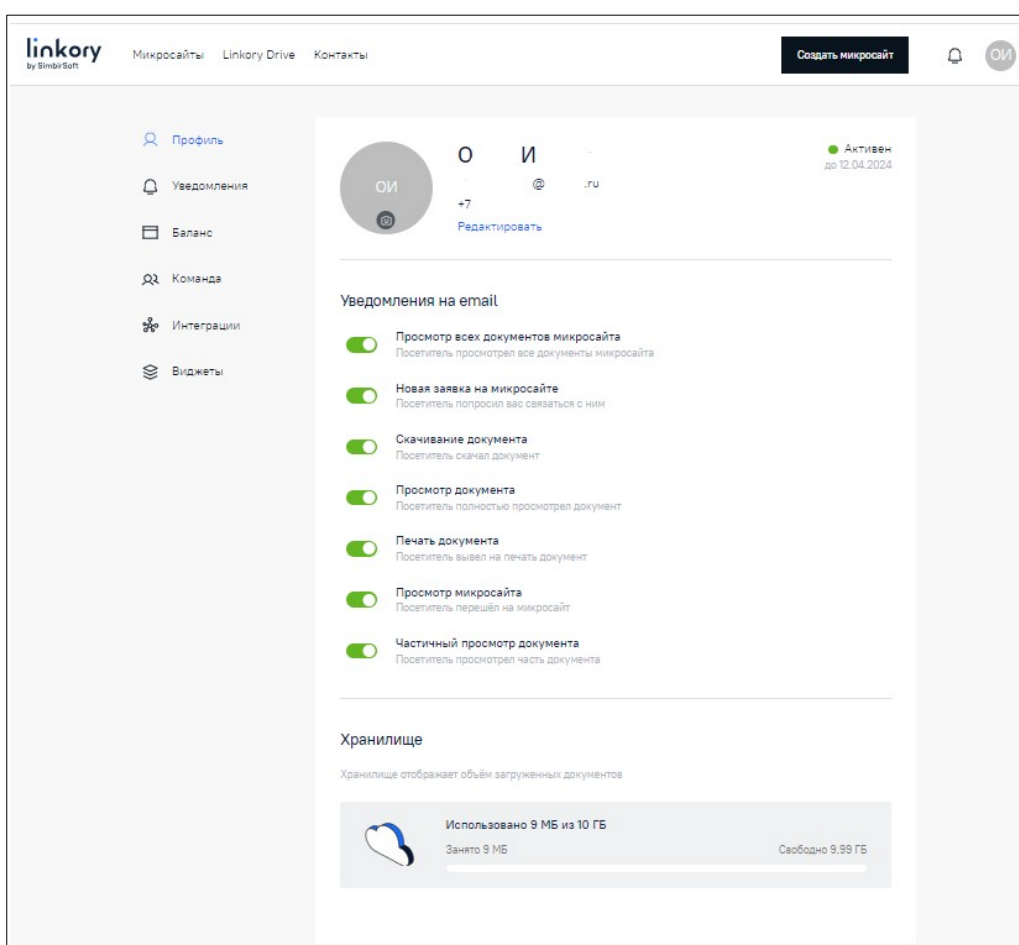 linkory
by SimbirSoft
Микросайты Linkory Drive Контакты
Создать микросайт
ОИ
Профиль
Уведомления
Баланс
Команда
Интеграции
Виджеты
ОИ
О И
@ .ru
+7
Редактировать
Активен
до 12.04.2024
Уведомления на email
Просмотр всех документов микросайта
Посетитель просмотрел все документы микросайта
Новая заявка на микросайте
Посетитель попросил вас связаться с ним
Скачивание документа
Посетитель скачал документ
Просмотр документа
Посетитель полностью просмотрел документ
Печать документа
Посетитель вывел на печать документ
Просмотр микросайта
Посетитель перешёл на микросайт
Частичный просмотр документа
Посетитель просмотрел часть документа
Хранилище
Хранилище отображает объём загруженных документов
Использовано 9 МБ из 10 ГБ
Занято 9 МБ Свободно 9.99 ГБ